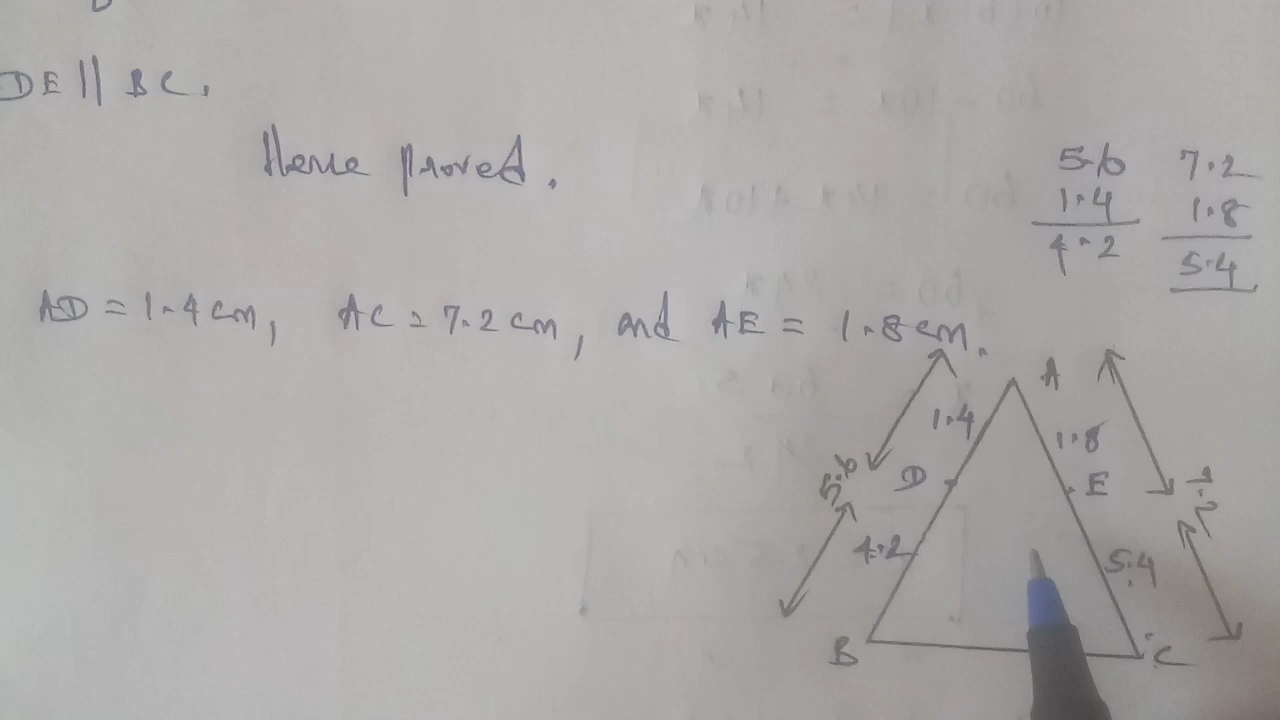 DE || BC.
Hence proved.
5.6 7.2
1.4 1.8
4.2 5.4
AD = 1.4 cm, AC = 7.2 cm, and AE = 1.8 cm.
A
1.4 1.8
5.6 D E 7.2
4.2 5.4
B C